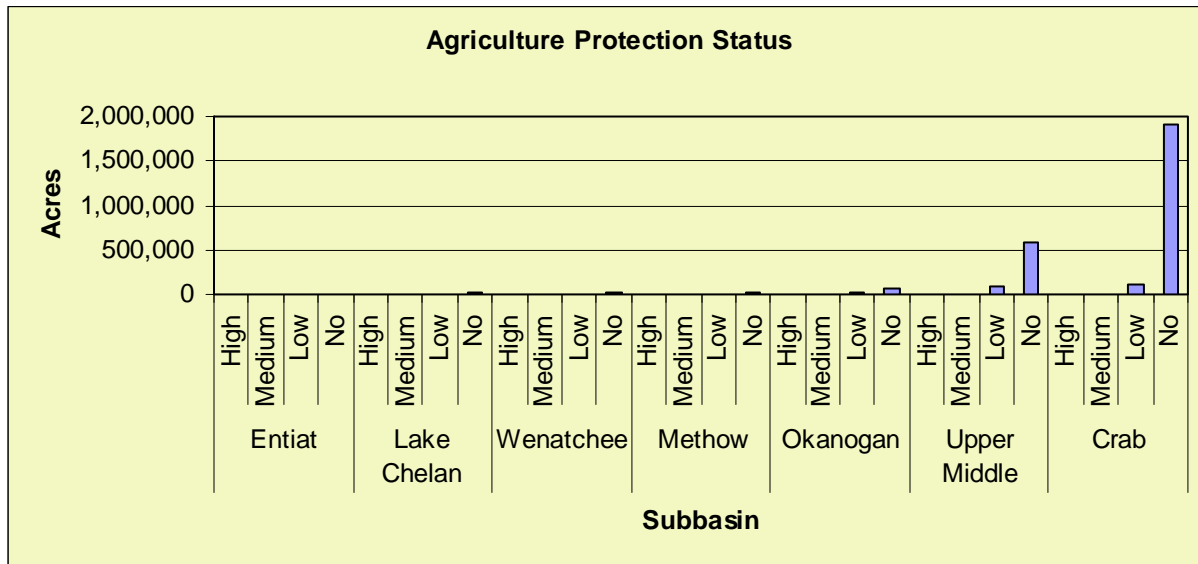 Agriculture Protection Status
2,000,000
1,500,000
1,000,000
500,000
0
Acres
High Medium Low No High Medium Low No High Medium Low No High Medium Low No High Medium Low No High Medium Low No High Medium Low No
Entiat Lake Chelan Wenatchee Methow Okanogan Upper Middle Crab
Subbasin